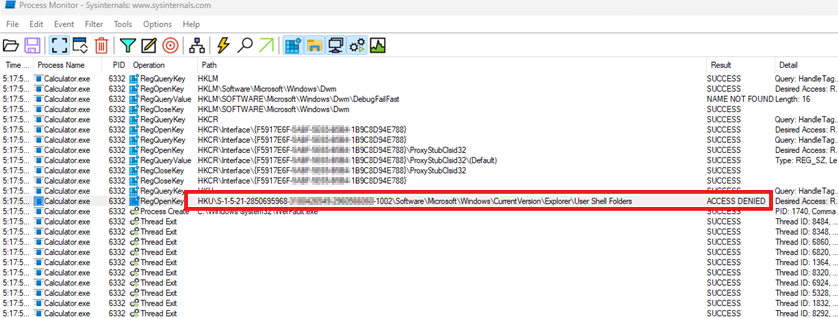 Process Monitor - Sysinternals: www.sysinternals.com
File Edit Event Filter Tools Options Help
Time ... Process Name PID Operation Path Result Detail
5:17:5... Calculator.exe 6332 RegQueryKey HKLM SUCCESS Query: HandleTag...
5:17:5... Calculator.exe 6332 RegOpenKey HKLM\Software\Microsoft\Windows\Dwm SUCCESS Desired Access: R...
5:17:5... Calculator.exe 6332 RegQueryValue HKLM\SOFTWARE\Microsoft\Windows\Dwm\DebugFailFast NAME NOT FOUND Length: 16
5:17:5... Calculator.exe 6332 RegCloseKey HKLM\SOFTWARE\Microsoft\Windows\Dwm SUCCESS
5:17:5... Calculator.exe 6332 RegQueryKey HKCR SUCCESS Query: HandleTag...
5:17:5... Calculator.exe 6332 RegOpenKey HKCR\Interface\{F5917E6F- -1B9C8D94E788} SUCCESS Desired Access: R...
5:17:5... Calculator.exe 6332 RegQueryKey HKCR\Interface\{F5917E6F- -1B9C8D94E788} SUCCESS Query: HandleTag...
5:17:5... Calculator.exe 6332 RegOpenKey HKCR\Interface\{F5917E6F- -1B9C8D94E788}\ProxyStubClsid32 SUCCESS Desired Access: R...
5:17:5... Calculator.exe 6332 RegQueryValue HKCR\Interface\{F5917E6F- -1B9C8D94E788}\ProxyStubClsid32\(Default) SUCCESS Type: REG_SZ, Le
5:17:5... Calculator.exe 6332 RegCloseKey HKCR\Interface\{F5917E6F- -1B9C8D94E788}\ProxyStubClsid32 SUCCESS
5:17:5... Calculator.exe 6332 RegCloseKey HKCR\Interface\{F5917E6F- -1B9C8D94E788} SUCCESS
5:17:5... Calculator.exe 6332 RegQueryKey HKU SUCCESS Query: HandleTag...
5:17:5... Calculator.exe 6332 RegOpenKey HKU\S-1-5-21-2850695968- -1002\Software\Microsoft\Windows\CurrentVersion\Explorer\User Shell Folders ACCESS DENIED Desired Access: R...
5:17:5... Calculator.exe 6332 Process Create C:\Windows\system32\WerFault.exe SUCCESS PID: 1740, Comma...
5:17:5... Calculator.exe 6332 Thread Exit SUCCESS Thread ID: 8484, ...
5:17:5... Calculator.exe 6332 Thread Exit SUCCESS Thread ID: 8348, ...
5:17:5... Calculator.exe 6332 Thread Exit SUCCESS Thread ID: 6860, ...
5:17:5... Calculator.exe 6332 Thread Exit SUCCESS Thread ID: 6820, ...
5:17:5... Calculator.exe 6332 Thread Exit SUCCESS Thread ID: 1364, ...
5:17:5... Calculator.exe 6332 Thread Exit SUCCESS Thread ID: 8320, ...
5:17:5... Calculator.exe 6332 Thread Exit SUCCESS Thread ID: 6924, ...
5:17:5... Calculator.exe 6332 Thread Exit SUCCESS Thread ID: 5328, ...
5:17:5... Calculator.exe 6332 Thread Exit SUCCESS Thread ID: 1832, ...
5:17:5... Calculator.exe 6332 Thread Exit SUCCESS Thread ID: 8292, ...